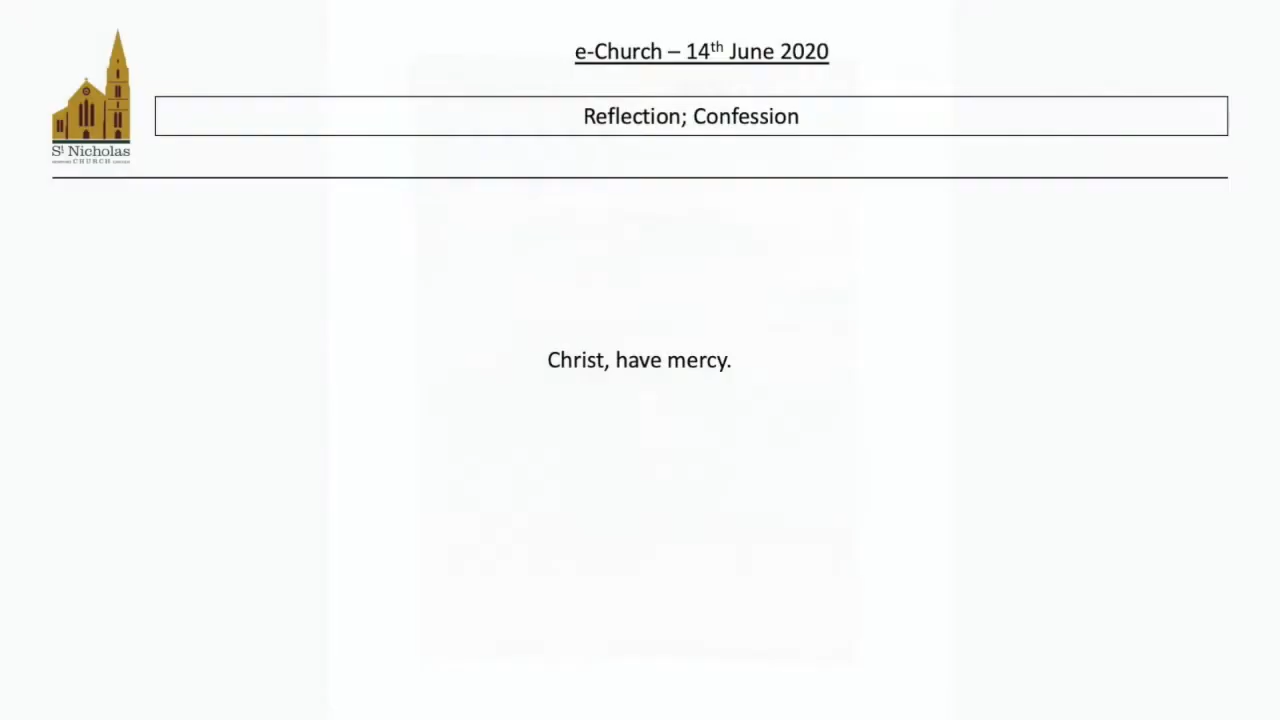 e-Church – 14th June 2020
Reflection; Confession
St Nicholas
CHURCH
Christ, have mercy.